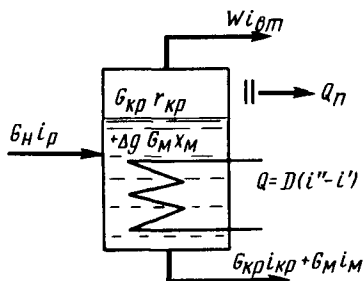 Wi_вт
G_кр r_кр
Q_п
G_н i_р
+Δg G_м x_м
Q=D(i''-i')
G_кр i_кр + G_м i_м